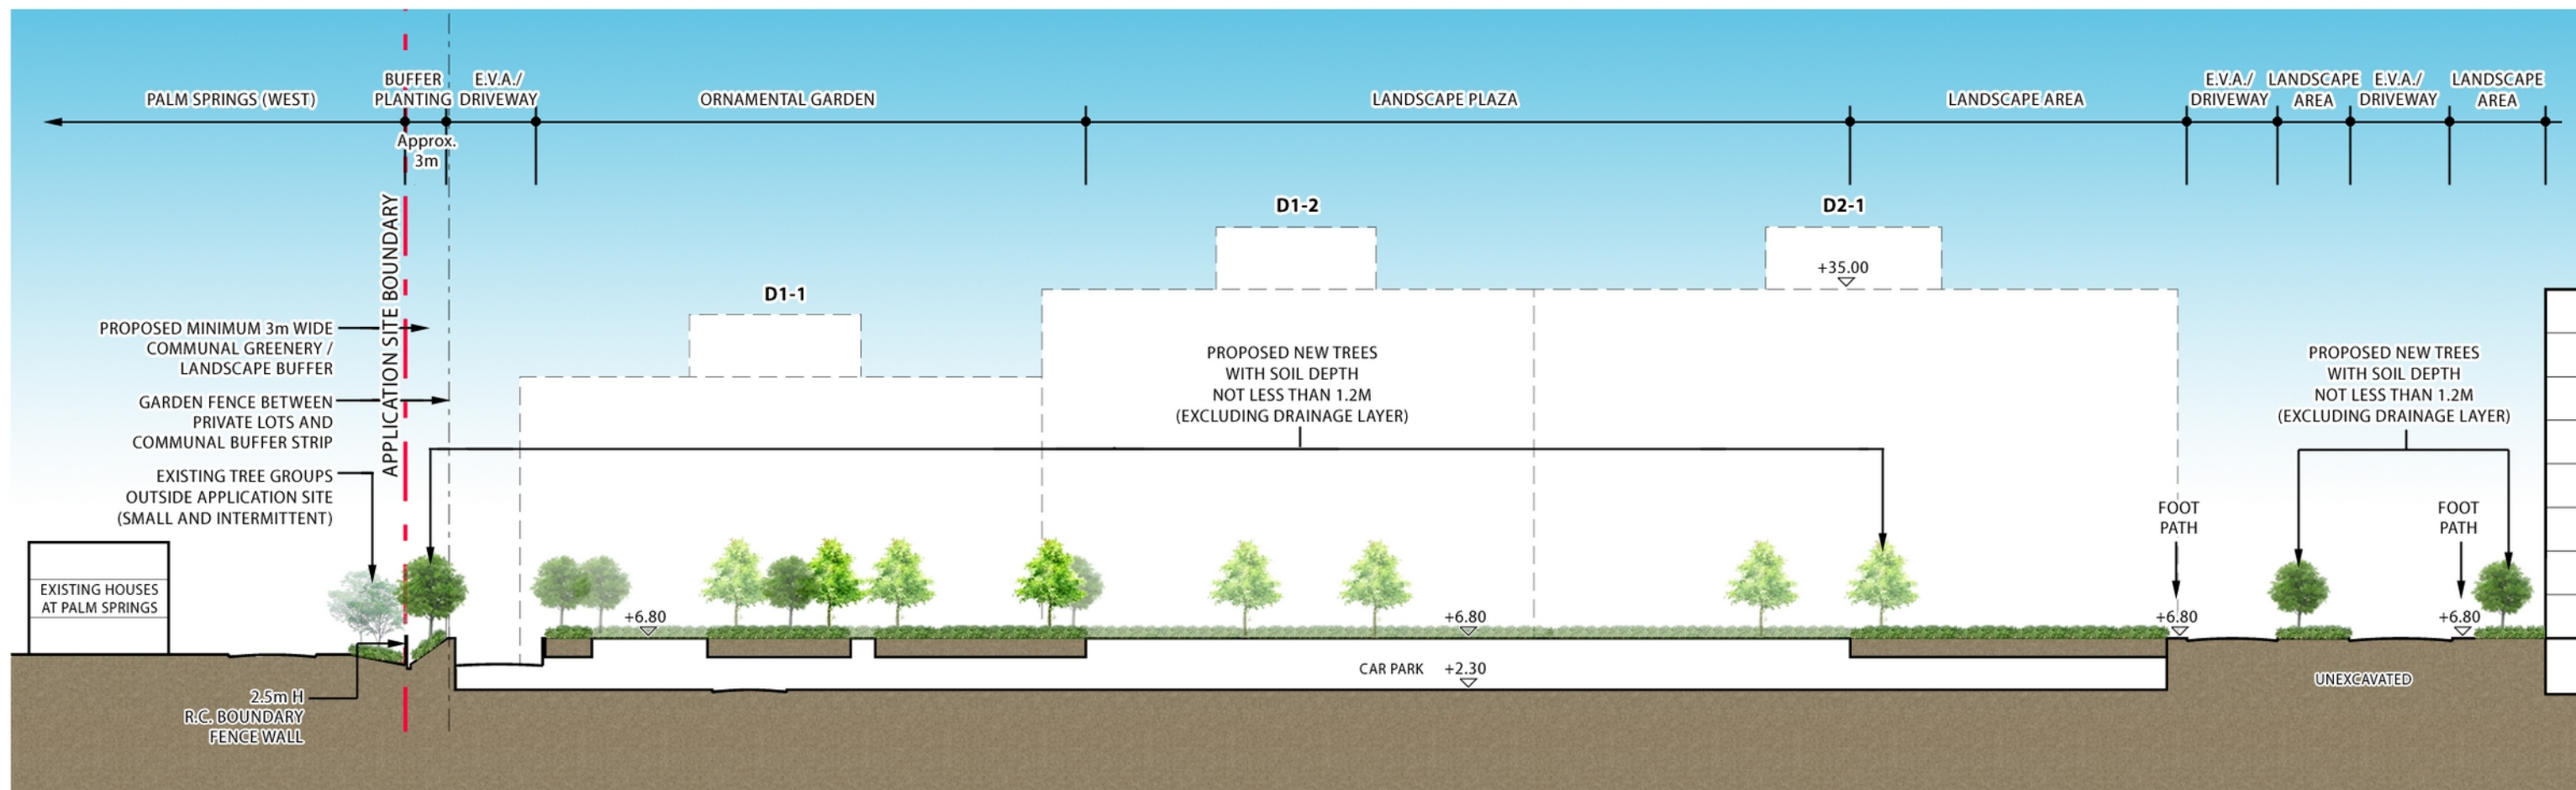 PALM SPRINGS (WEST)
BUFFER
PLANTING
E.V.A./
DRIVEWAY
ORNAMENTAL GARDEN
LANDSCAPE PLAZA
LANDSCAPE AREA
E.V.A./
DRIVEWAY
LANDSCAPE
AREA
E.V.A./
DRIVEWAY
LANDSCAPE
AREA
Approx.
3m
APPLICATION SITE BOUNDARY
D1-1
D1-2
D2-1
+35.00
PROPOSED MINIMUM 3m WIDE
COMMUNAL GREENERY /
LANDSCAPE BUFFER
GARDEN FENCE BETWEEN
PRIVATE LOTS AND
COMMUNAL BUFFER STRIP
EXISTING TREE GROUPS
OUTSIDE APPLICATION SITE
(SMALL AND INTERMITTENT)
PROPOSED NEW TREES
WITH SOIL DEPTH
NOT LESS THAN 1.2M
(EXCLUDING DRAINAGE LAYER)
PROPOSED NEW TREES
WITH SOIL DEPTH
NOT LESS THAN 1.2M
(EXCLUDING DRAINAGE LAYER)
FOOT
PATH
FOOT
PATH
EXISTING HOUSES
AT PALM SPRINGS
+6.80
+6.80
+6.80
+6.80
CAR PARK +2.30
UNEXCAVATED
2.5m H
R.C. BOUNDARY
FENCE WALL